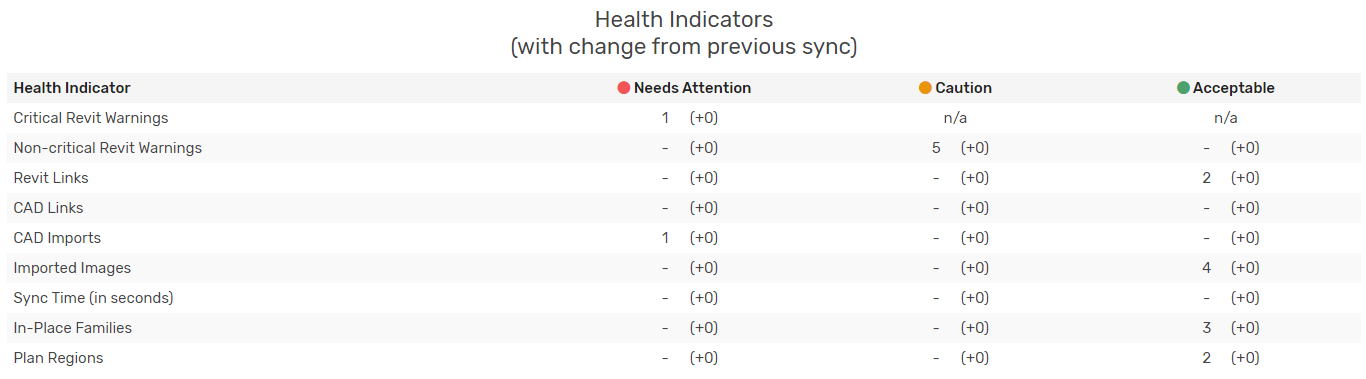 Health Indicators
(with change from previous sync)
Health Indicator Needs Attention Caution Acceptable
Critical Revit Warnings 1 (+0) n/a n/a
Non-critical Revit Warnings - (+0) 5 (+0) - (+0)
Revit Links - (+0) - (+0) 2 (+0)
CAD Links - (+0) - (+0) - (+0)
CAD Imports 1 (+0) - (+0) - (+0)
Imported Images - (+0) - (+0) 4 (+0)
Sync Time (in seconds) - (+0) - (+0) - (+0)
In-Place Families - (+0) - (+0) 3 (+0)
Plan Regions - (+0) - (+0) 2 (+0)